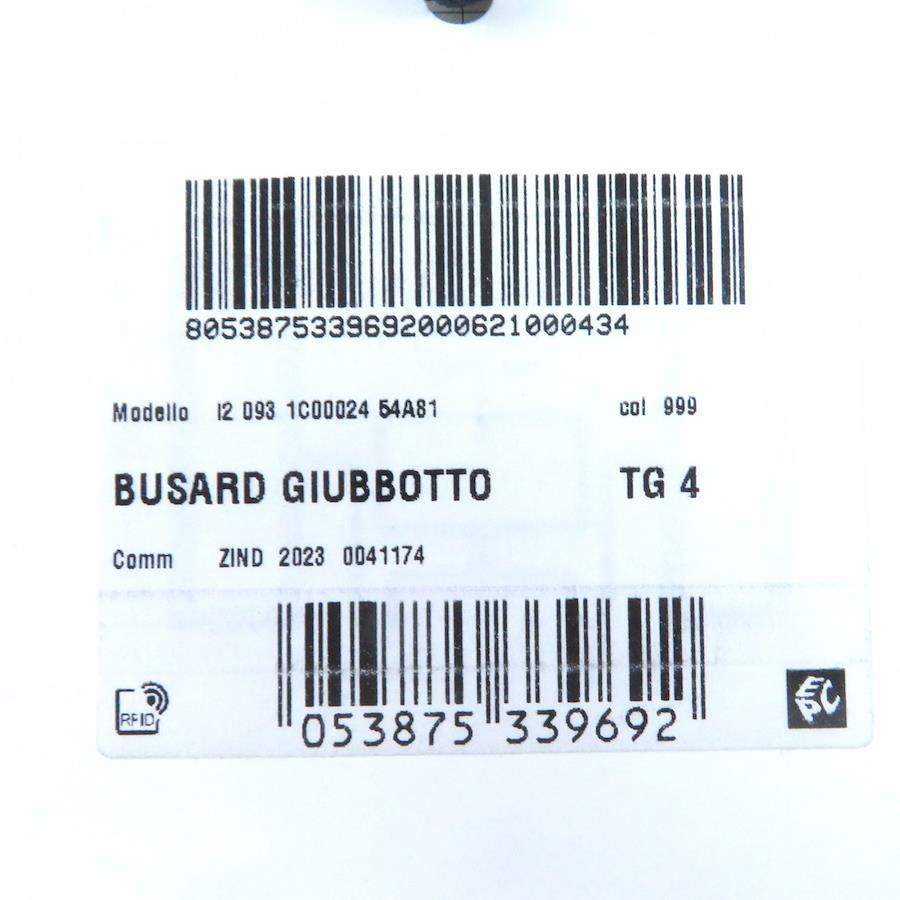 8053875339692000621000434
Modello I2 093 1C00024 54A81 col 999
BUSARD GIUBBOTTO TG 4
Comm ZIND 2023 0041174
RFID
EPC
053875 339692